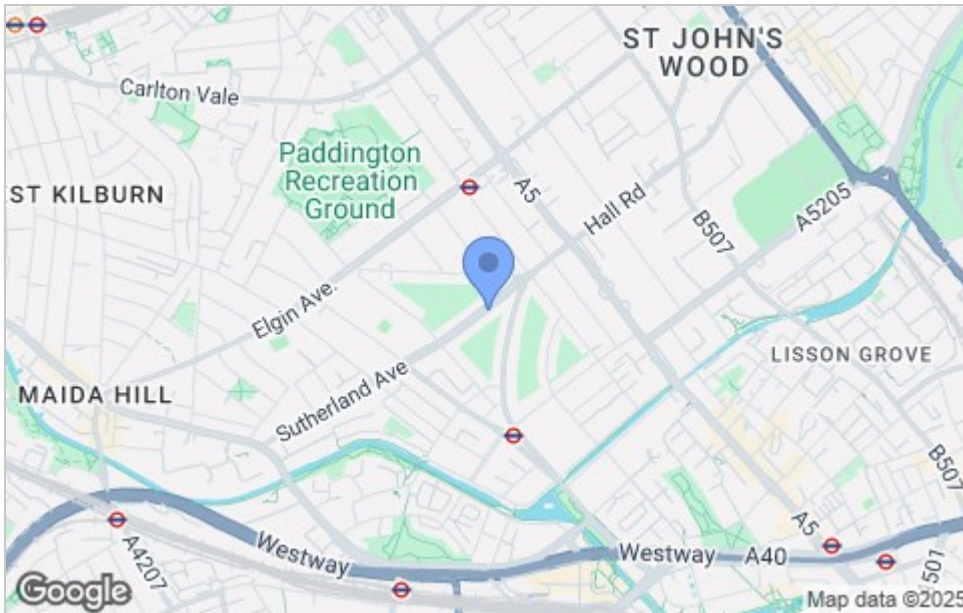 ST JOHN'S
WOOD
Carlton Vale
Paddington
Recreation
Ground
A5
Hall Rd
B507
A5205
ST KILBURN
Elgin Ave.
LISSON GROVE
MAIDA HILL
Sutherland Ave
B507
A5
A4207
Westway
Westway
A40
501
Google
Map data ©2025